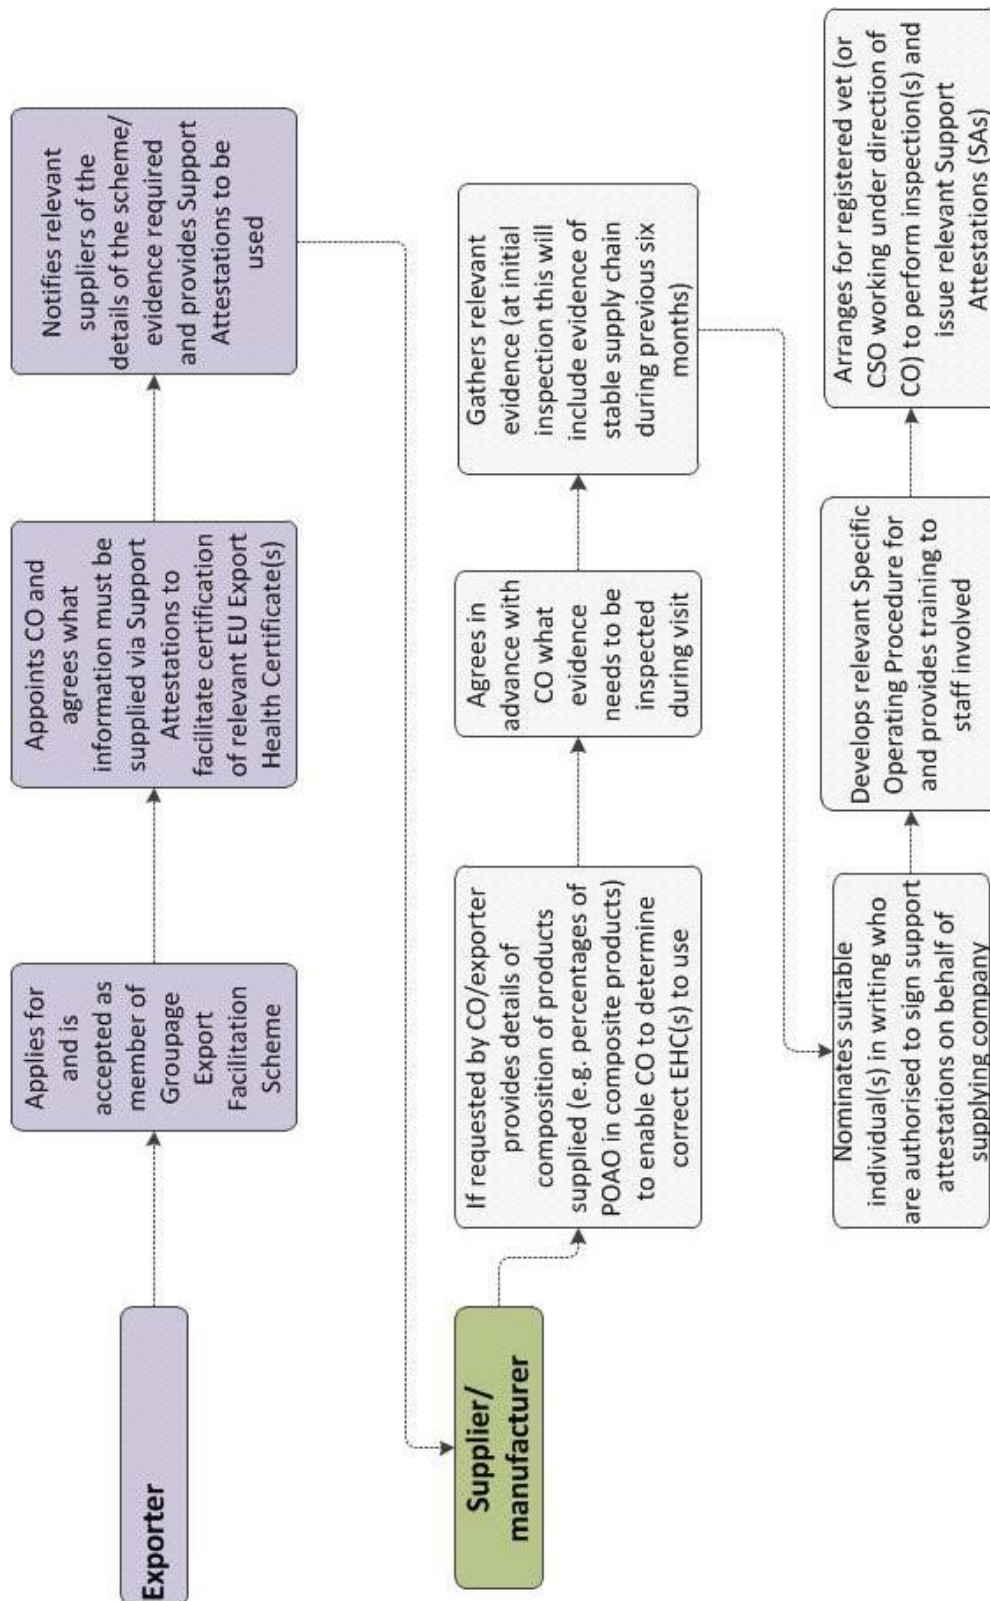 Exporter
Applies for
and is
accepted as
member of
Groupage
Export
Facilitation
Scheme
Appoints CO and
agrees what
information must be
supplied via Support
Attestations to
facilitate certification
of relevant EU Export
Health Certificate(s)
Notifies relevant
suppliers of the
details of the scheme/
evidence required
and provides Support
Attestations to be
used
Supplier/
manufacturer
If requested by CO/exporter
provides details of
composition of products
supplied (e.g. percentages of
POAO in composite products)
to enable CO to determine
correct EHC(s) to use
Agrees in
advance with
CO what
evidence
needs to be
inspected
during visit
Gathers relevant
evidence (at initial
inspection this will
include evidence of
stable supply chain
during previous six
months)
Nominates suitable
individual(s) in writing who
are authorised to sign support
attestations on behalf of
supplying company
Develops relevant Specific
Operating Procedure for
and provides training to
staff involved
Arranges for registered vet (or
CSO working under direction of
CO) to perform inspection(s) and
issue relevant Support
Attestations (SAs)